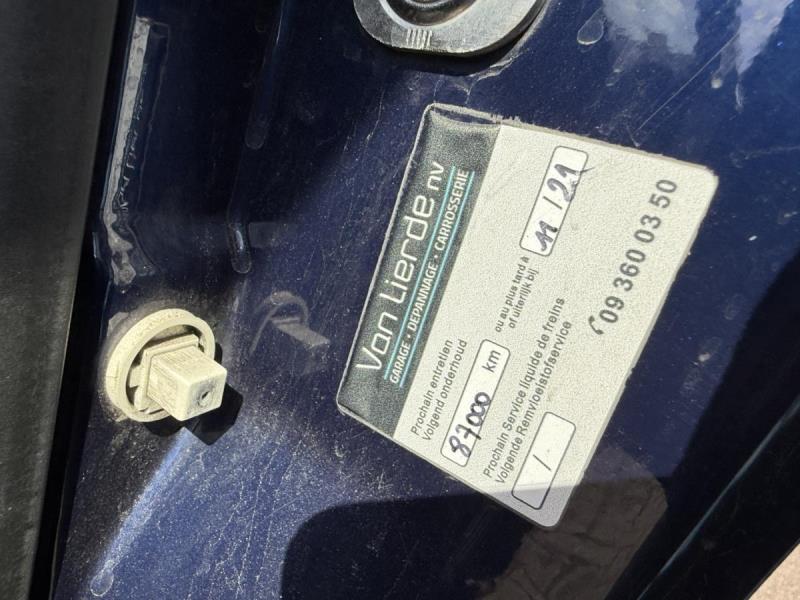 Van Lierde nv
GARAGE • DEPANNAGE • CARROSSERIE
Prochain entretien
Volgend onderhoud
87000 km
ou au plus tard à
of uiterlijk bij
11 / 21
Prochain Service liquide de freins
Volgende Remvloeistofservice
/
09 360 03 50